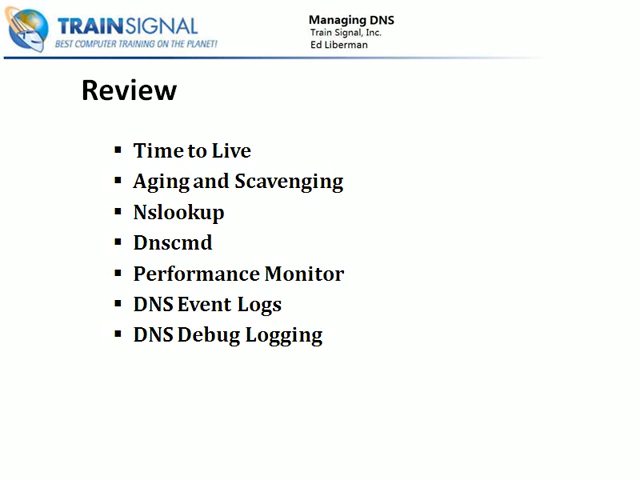 TRAINSIGNAL
BEST COMPUTER TRAINING ON THE PLANET!
Managing DNS
Train Signal, Inc.
Ed Liberman
Review
▪ Time to Live
▪ Aging and Scavenging
▪ Nslookup
▪ Dnscmd
▪ Performance Monitor
▪ DNS Event Logs
▪ DNS Debug Logging